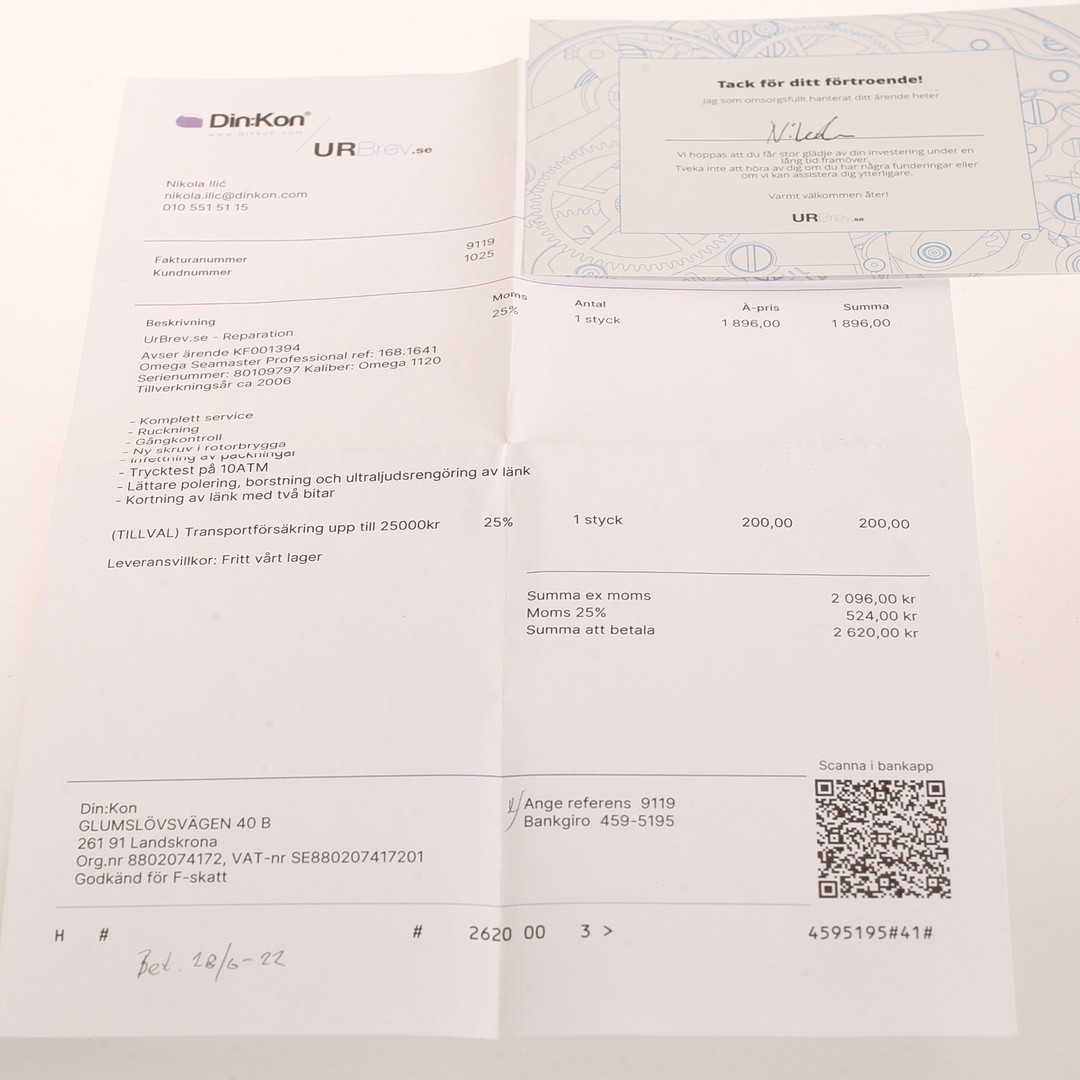 Din:Kon®
www.dinkon.com
URBrev.se
Nikola Ilić
nikola.ilic@dinkon.com
010 551 51 15
Fakturanummer 9119
Kundnummer 1025
Beskrivning Moms Antal À-pris Summa
UrBrev.se - Reparation 25% 1 styck 1 896,00 1 896,00
Avser ärende KF001394
Omega Seamaster Professional ref: 168.1641
Serienummer: 80109797 Kaliber: Omega 1120
Tillverkningsår ca 2006
- Komplett service
- Ruckning
- Gångkontroll
- Ny skruv i rotorbrygga
- Infettning av packningar
- Trycktest på 10ATM
- Lättare polering, borstning och ultraljudsrengöring av länk
- Kortning av länk med två bitar
(TILLVAL) Transportförsäkring upp till 25000kr 25% 1 styck 200,00 200,00
Leveransvillkor: Fritt vårt lager
Summa ex moms 2 096,00 kr
Moms 25% 524,00 kr
Summa att betala 2 620,00 kr
Scanna i bankapp
Din:Kon
GLUMSLÖVSVÄGEN 40 B
261 91 Landskrona
Org.nr 8802074172, VAT-nr SE880207417201
Godkänd för F-skatt
Ange referens 9119
Bankgiro 459-5195
H # # 2620 00 3 > 4595195#41#
Bet. 28/6-22
Tack för ditt förtroende!
Jag som omsorgsfullt hanterat ditt ärende heter
Vi hoppas att du får stor glädje av din investering under en
lång tid framöver.
Tveka inte att höra av dig om du har några funderingar eller
om vi kan assistera dig ytterligare.
Varmt välkommen åter!
URBrev.se